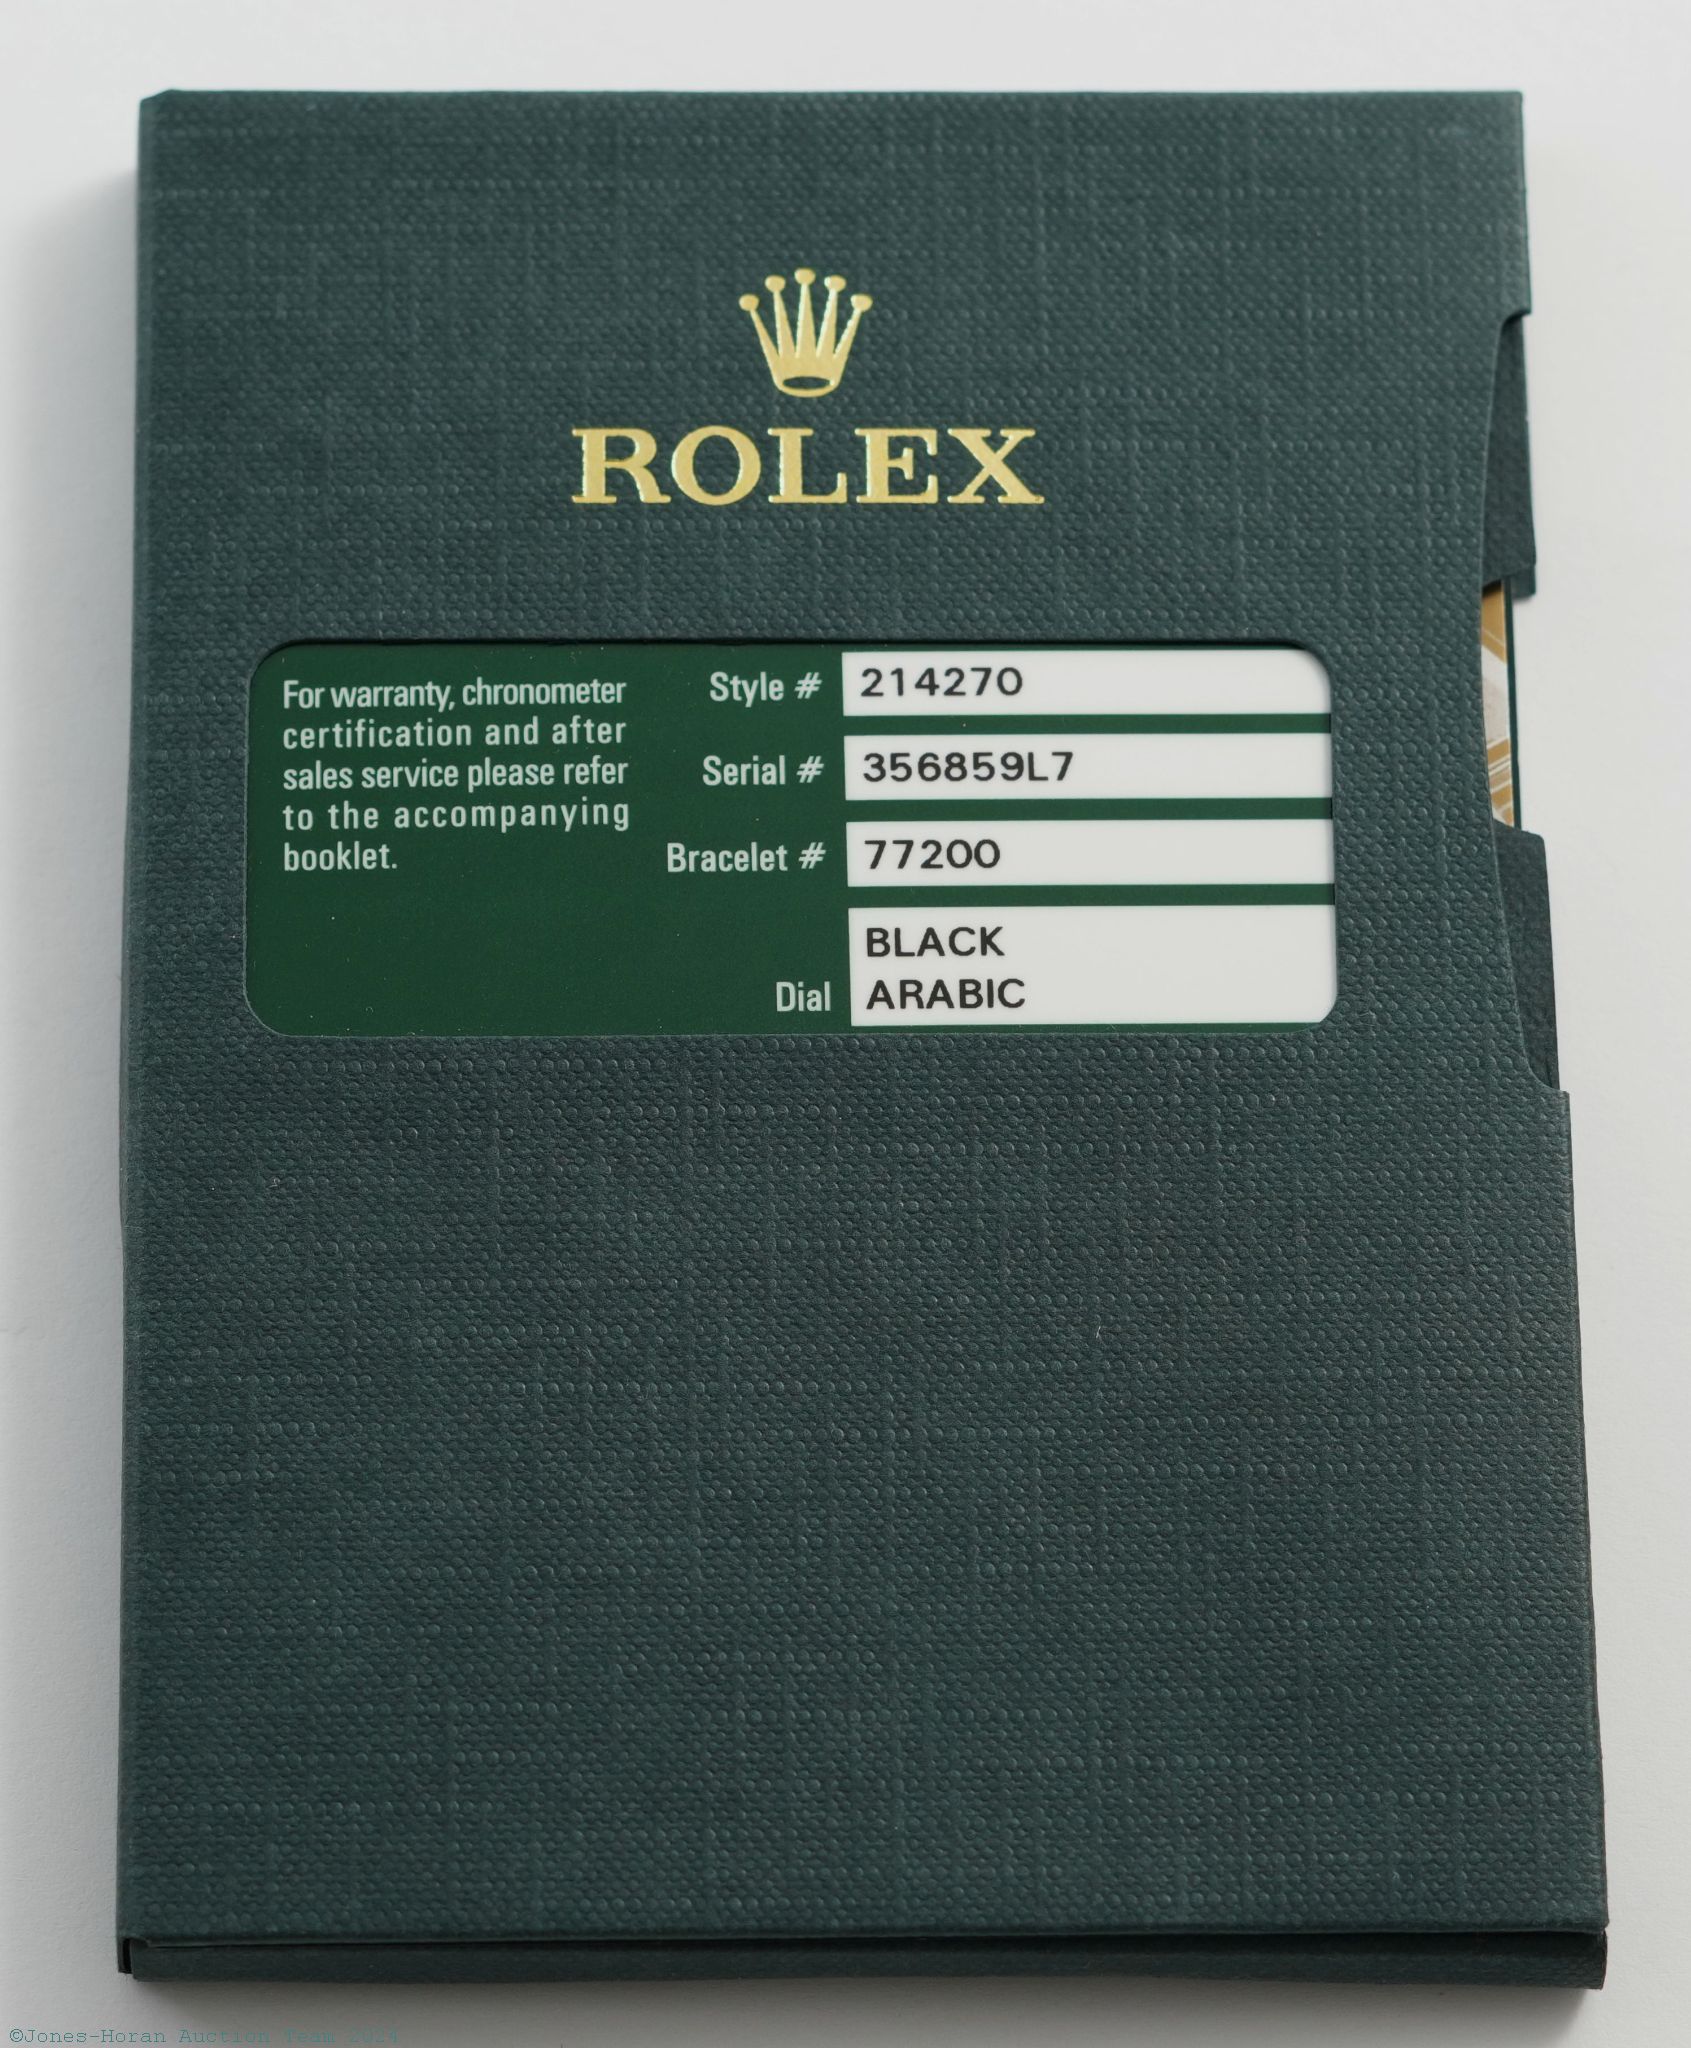 ROLEX
For warranty, chronometer
certification and after
sales service please refer
to the accompanying
booklet.
Style # 214270
Serial # 356859L7
Bracelet # 77200
Dial BLACK
ARABIC
©Jones-Horan Auction Team 2024